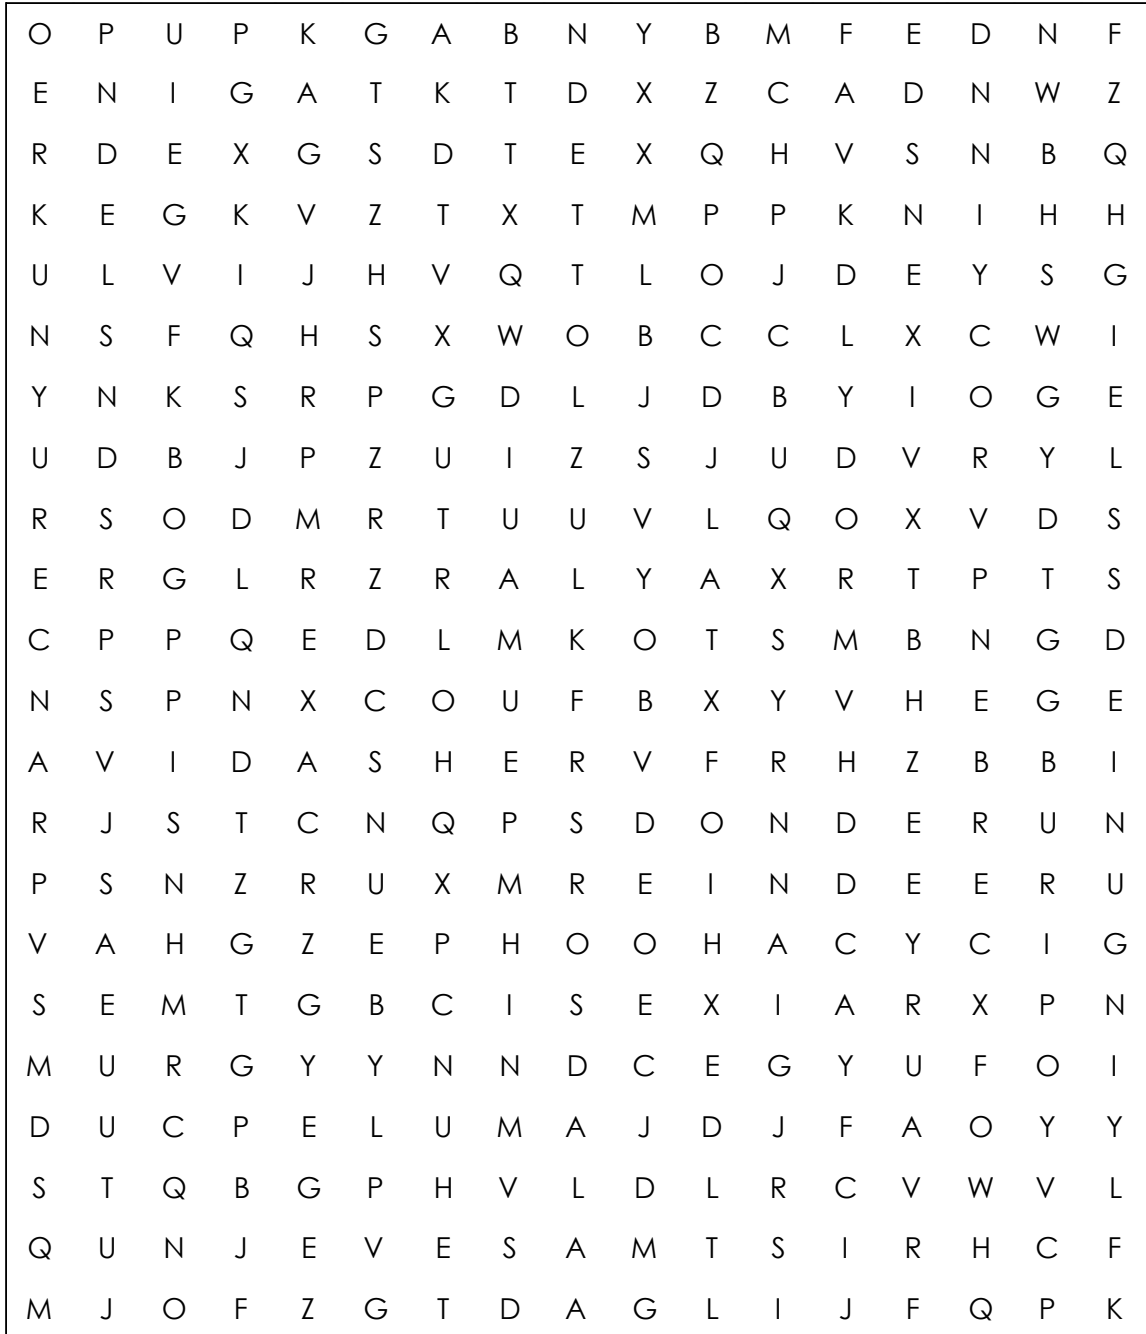 O P U P K G A B N Y B M F E D N F
E N I G A T K T D X Z C A D N W Z
R D E X G S D T E X Q H V S N B Q
K E G K V Z T X T M P P K N I H H
U L V I J H V Q T L O J D E Y S G
N S F Q H S X W O B C C L X C W I
Y N K S R P G D L J D B Y I O G E
U D B J P Z U I Z S J U D V R Y L
R S O D M R T U U V L Q O X V D S
E R G L R Z R A L Y A X R T P T S
C P P Q E D L M K O T S M B N G D
N S P N X C O U F B X Y V H E G E
A V I D A S H E R V F R H Z B B I
R J S T C N Q P S D O N D E R U N
P S N Z R U X M R E I N D E E R U
V A H G Z E P H O O H A C Y C I G
S E M T G B C I S E X I A R X P N
M U R G Y Y N N D C E G Y U F O I
D U C P E L U M A J D J F A O Y Y
S T Q B G P H V L D L R C V W V L
Q U N J E V E S A M T S I R H C F
M J O F Z G T D A G L I J F Q P K